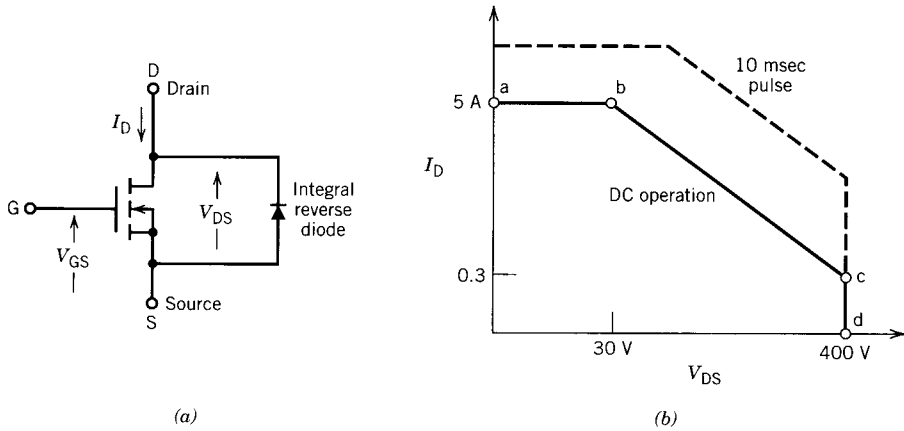 D
Drain
I_D
G
V_GS
V_DS
Integral
reverse
diode
Source
S
(a)
5 A
a
b
10 msec
pulse
I_D
DC operation
0.3
c
d
30 V
400 V
V_DS
(b)